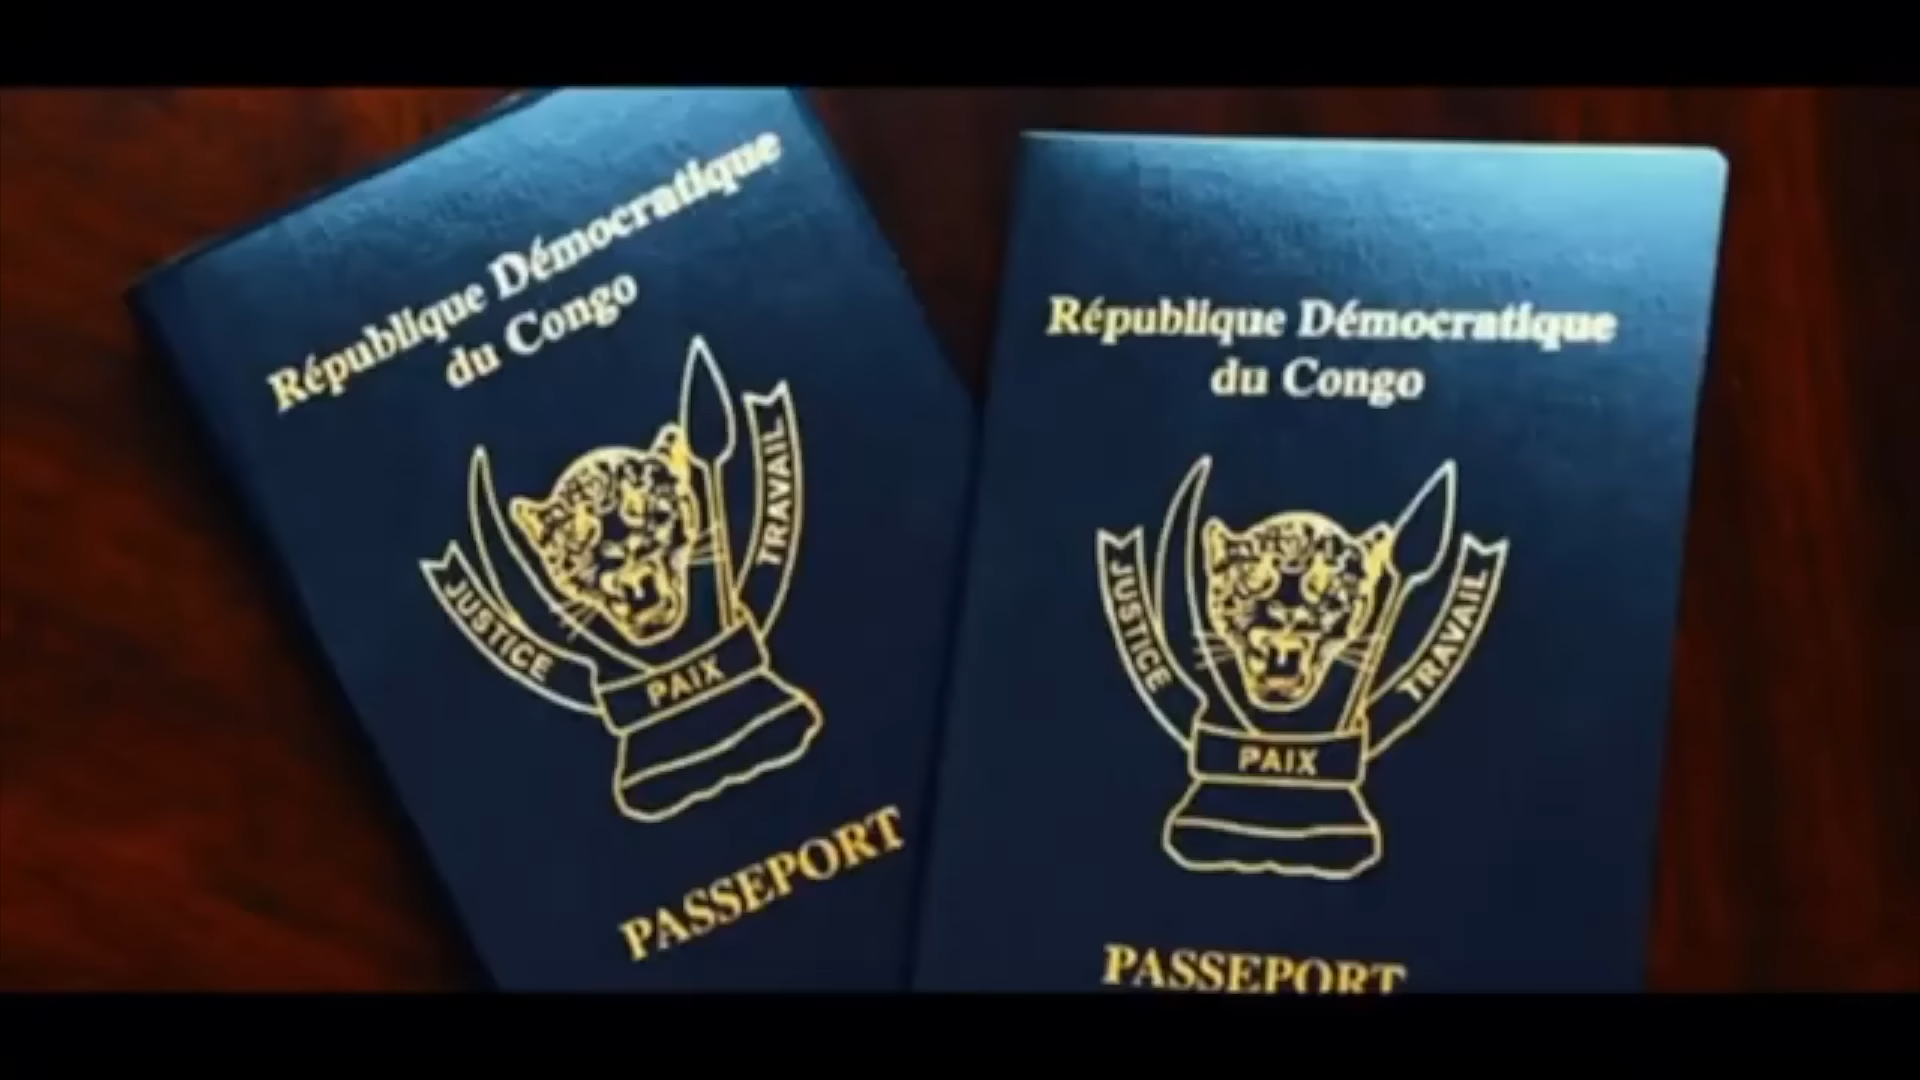 République Démocratique
du Congo
JUSTICE
PAIX
TRAVAIL
PASSEPORT
République Démocratique
du Congo
JUSTICE
PAIX
TRAVAIL
PASSEPORT